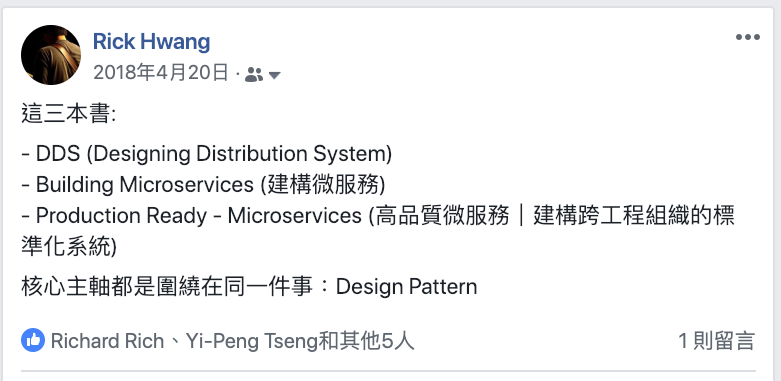 Rick Hwang
2018年4月20日 ·
這三本書:
- DDS (Designing Distribution System)
- Building Microservices (建構微服務)
- Production Ready - Microservices (高品質微服務｜建構跨工程組織的標
準化系統)
核心主軸都是圍繞在同一件事：Design Pattern
Richard Rich、Yi-Peng Tseng和其他5人
1 則留言